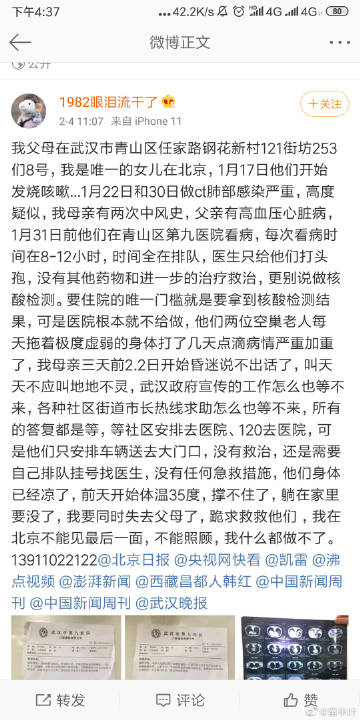 下午4:37
...42.2K/s 4G 4G 80
微博正文
公开
1982眼泪流干了
2-4 11:07 来自 iPhone 11
+关注
我父母在武汉市青山区任家路钢花新村121街坊253
们8号，我是唯一的女儿在北京，1月17日他们开始
发烧咳嗽...1月22日和30日做ct肺部感染严重，高度
疑似，我母亲有两次中风史，父亲有高血压心脏病，
1月31日前他们在青山区第九医院看病，每次看病时
间在8-12小时，时间全在排队，医生只给他们打头
孢，没有其他药物和进一步的治疗救治，更别说做核
酸检测。要住院的唯一门槛就是要拿到核酸检测结
果，可是医院根本就不给做，他们两位空巢老人每
天拖着极度虚弱的身体打了几天点滴病情严重加重
了，我母亲三天前2.2日开始昏迷说不出话了，叫天
天不应叫地地不灵，武汉政府宣传的工作怎么也等不
来，各种社区街道市长热线求助怎么也等不来，所有
的答复都是等，等社区安排去医院、120去医院，可
是他们只安排车辆送去大门口，没有救治，还是需要
自己排队挂号找医生，没有任何急救措施，他们身体
已经凉了，前天开始体温35度，撑不住了，躺在家里
要没了，我要同时失去父母了，跪求救救他们，我在
北京不能见最后一面，不能照顾，我什么都做不了。
13911022122@北京日报 @央视网快看 @凯雷 @沸
点视频 @澎湃新闻 @西藏昌都人韩红 @中国新闻周
刊 @中国新闻周刊 @武汉晚报
转发
评论
赞